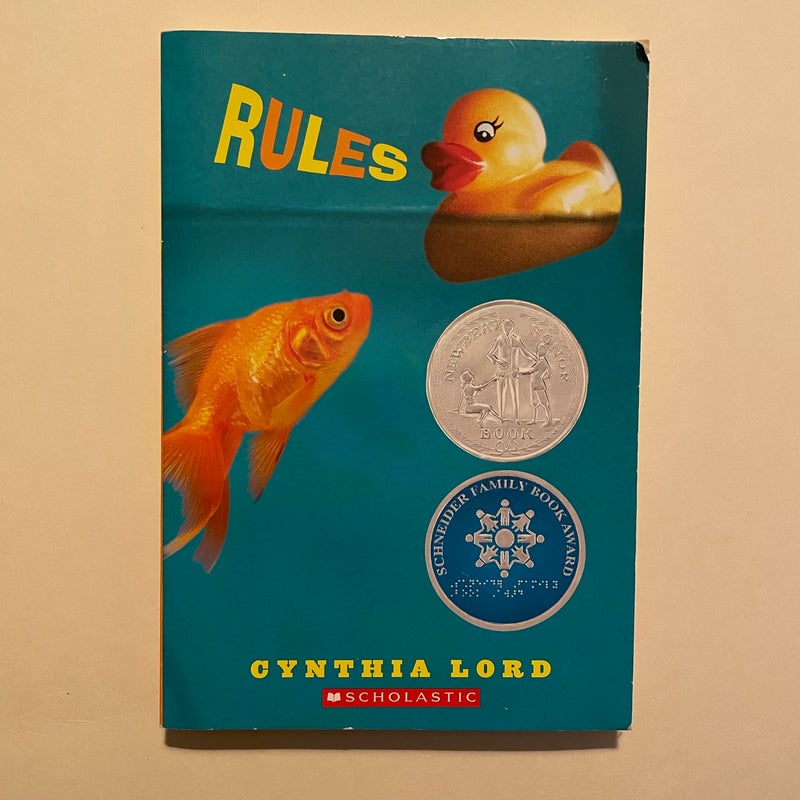 RULES
NEWBERY HONOR
BOOK
SCHNEIDER FAMILY BOOK AWARD
CYNTHIA LORD
SCHOLASTIC